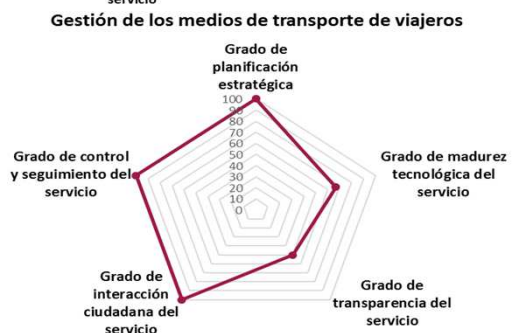 servicio
Gestión de los medios de transporte de viajeros
Grado de
planificación
estratégica
100
90
80
70
60
50
40
30
20
10
0
Grado de madurez
tecnológica del
servicio
Grado de
transparencia del
servicio
Grado de
interacción
ciudadana del
servicio
Grado de control
y seguimiento del
servicio